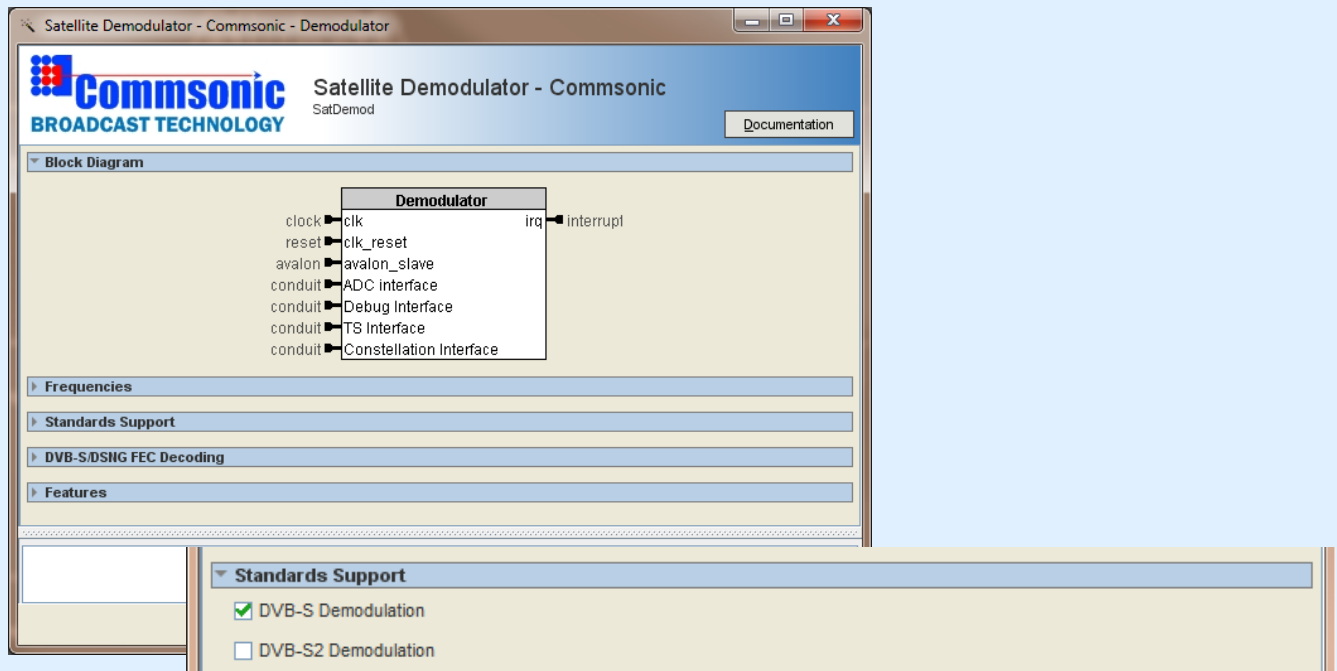 Satellite Demodulator - Commsonic - Demodulator
Commsonic
BROADCAST TECHNOLOGY
Satellite Demodulator - Commsonic
SatDemod
Documentation
Block Diagram
Demodulator
clock clk irq interrupt
reset clk_reset
avalon avalon_slave
conduit ADC interface
conduit Debug Interface
conduit TS Interface
conduit Constellation Interface
Frequencies
Standards Support
DVB-S/DSNG FEC Decoding
Features
Standards Support
DVB-S Demodulation
DVB-S2 Demodulation